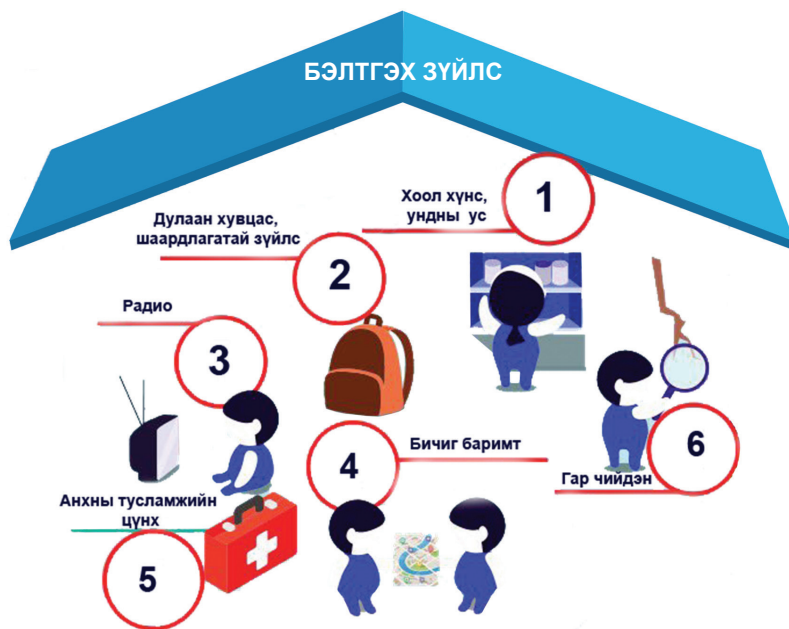 БЭЛТГЭХ ЗҮЙЛС
1
Хоол хүнс,
ундны ус
2
Дулаан хувцас,
шаардлагатай зүйлс
3
Радио
4
Бичиг баримт
5
Анхны тусламжийн
цүнх
6
Гар чийдэн